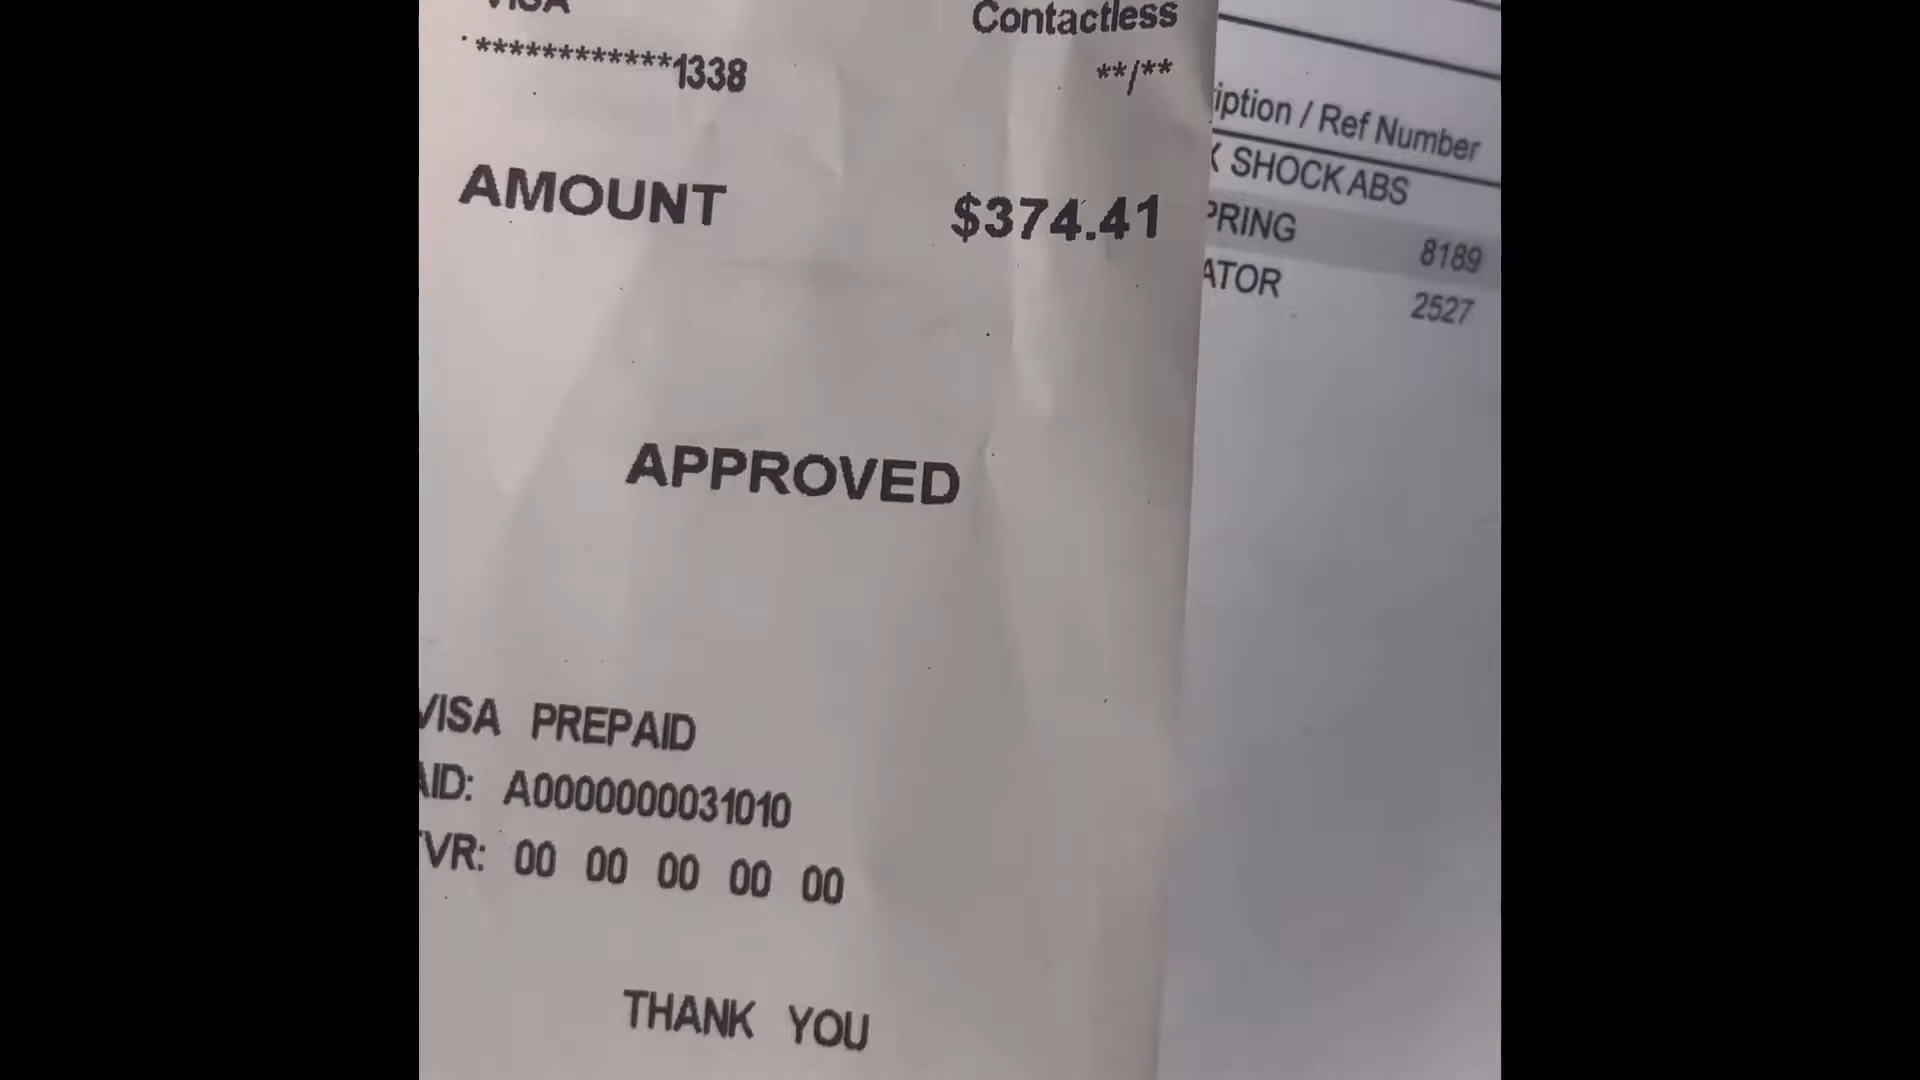 VISA
Contactless
************1338
**/**
AMOUNT $374.41
APPROVED
VISA PREPAID
AID: A0000000031010
TVR: 00 00 00 00 00
THANK YOU
iption / Ref Number
K SHOCK ABS
PRING 8189
ATOR 2527